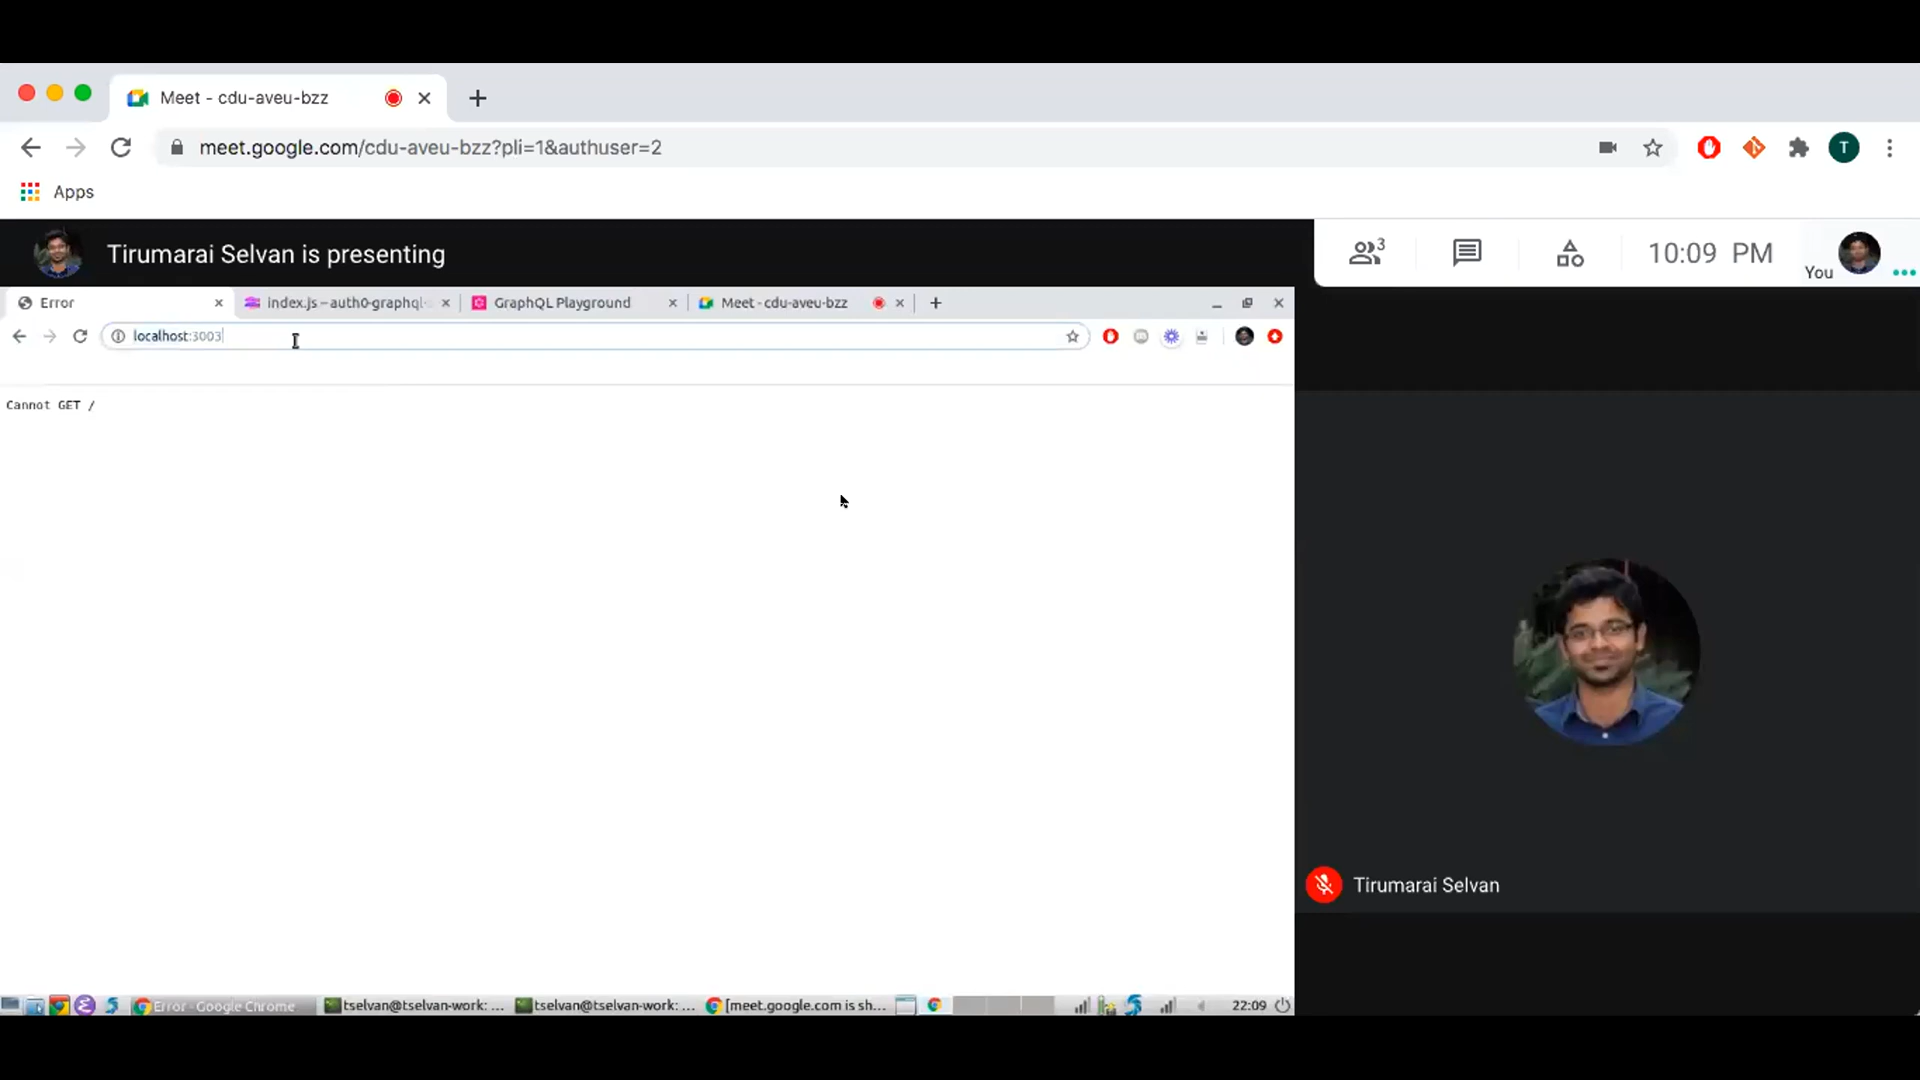 Meet - cdu-aveu-bzz
meet.google.com/cdu-aveu-bzz?pli=1&authuser=2
T
Apps
Tirumarai Selvan is presenting
3
10:09 PM
You
Error
index.js – auth0-graphql-
GraphQL Playground
Meet - cdu-aveu-bzz
localhost:3003
Cannot GET /
Tirumarai Selvan
Error - Google Chrome
tselvan@tselvan-work: ...
tselvan@tselvan-work: ...
[meet.google.com is sh...
22:09